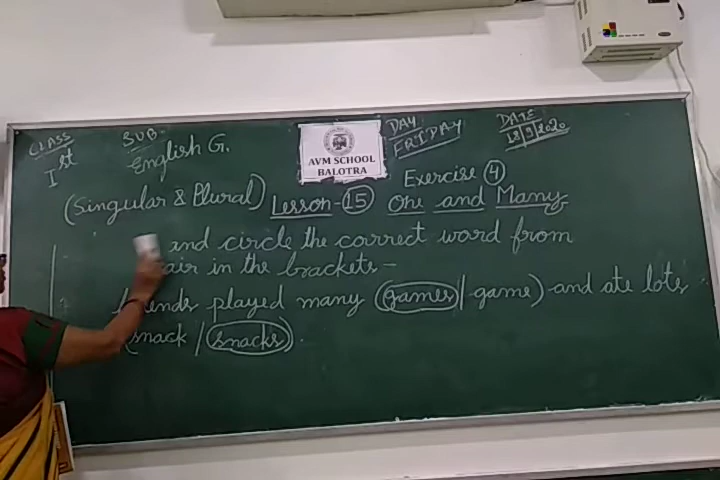 CLASS
Ist
SUB.
English G.
AVM SCHOOL
BALOTRA
DAY
FRIDAY
DATE
18/9/2020
Exercise 4
(Singular & Plural) Lesson-15 One and Many
and circle the correct word from
in the brackets-
played many (games/game) and ate lots
(snack/snacks).